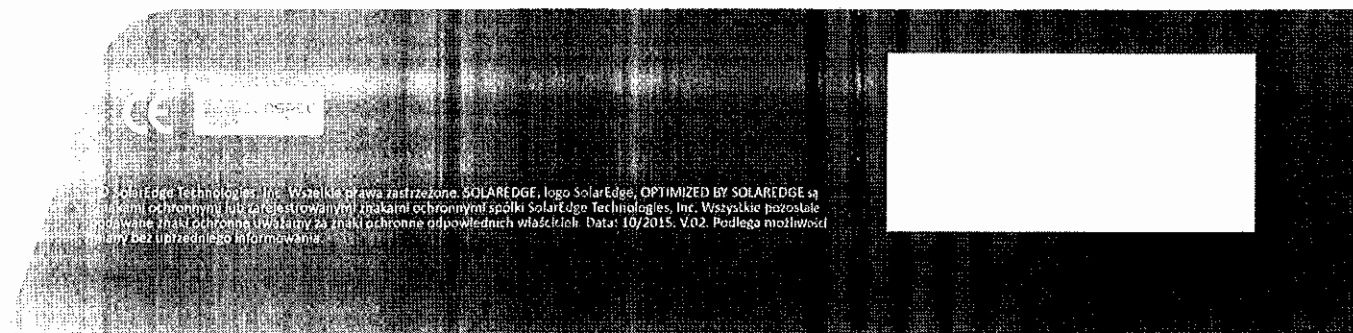 CE
© SolarEdge Technologies, Inc. Wszelkie prawa zastrzeżone. SOLAREDGE, logo SolarEdge, OPTIMIZED BY SOLAREDGE są
znakami ochronnymi lub zarejestrowanymi znakami ochronnymi spółki SolarEdge Technologies, Inc. Wszystkie pozostałe
znaki ochronne uważamy za znaki ochronne odpowiednich właścicieli. Data: 10/2015. V.02. Podlega możliwości
zmiany bez uprzedniego informowania.